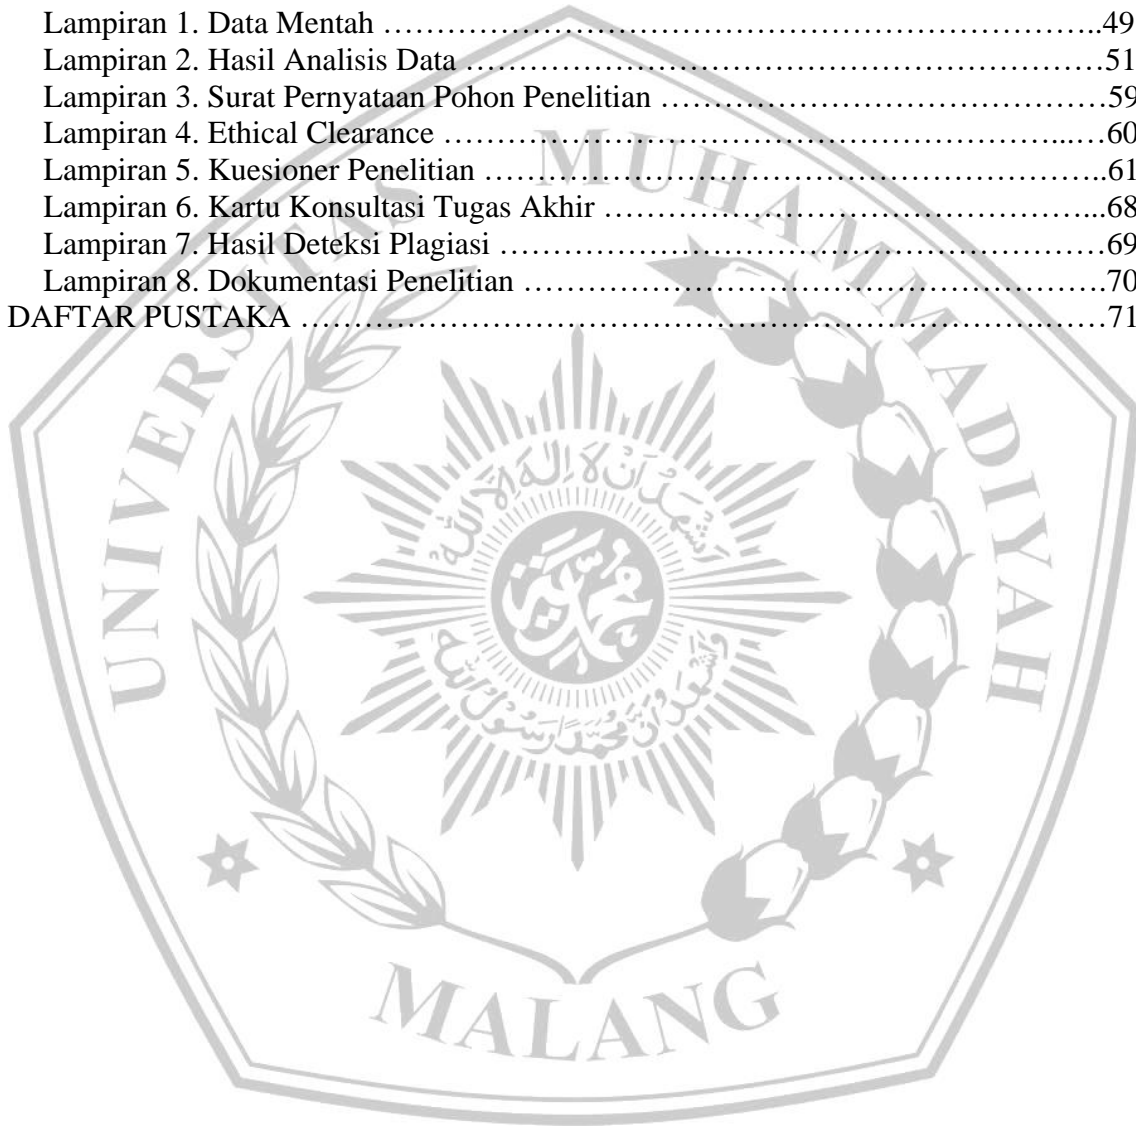 Lampiran 1. Data Mentah …………………………………………………………………..49
Lampiran 2. Hasil Analisis Data ……………………………………………………………51
Lampiran 3. Surat Pernyataan Pohon Penelitian …………………………………………59
Lampiran 4. Ethical Clearance ………………………………………………………...…60
Lampiran 5. Kuesioner Penelitian …………………………………………………………..61
Lampiran 6. Kartu Konsultasi Tugas Akhir ……………………………………………...68
Lampiran 7. Hasil Deteksi Plagiasi …………………………………………………………69
Lampiran 8. Dokumentasi Penelitian ………………………………………………………70
DAFTAR PUSTAKA …………………………………………………………………….……71
UNIVERSITAS MUHAMMADIYAH
MALANG